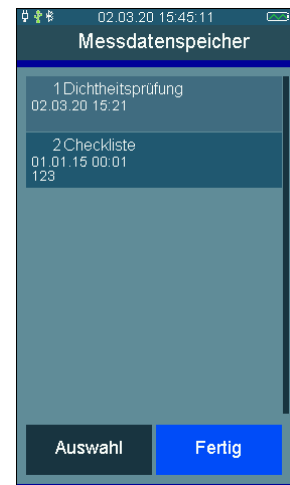 02.03.20 15:45:11
Messdatenspeicher
1 Dichtheitsprüfung
02.03.20 15:21
2 Checkliste
01.01.15 00:01
123
Auswahl
Fertig